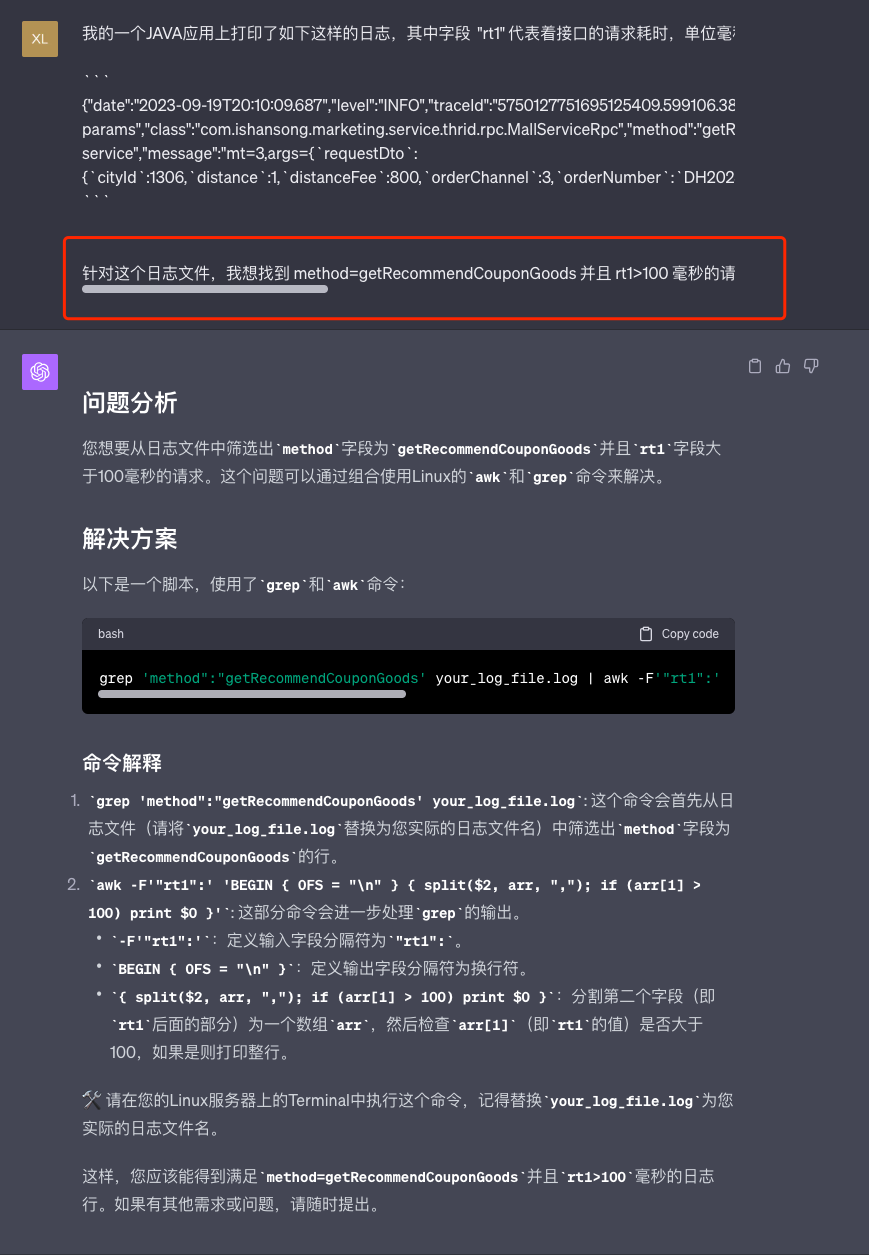 XL
我的一个JAVA应用上打印了如下这样的日志，其中字段 "rt1" 代表着接口的请求耗时，单位毫
```
{"date":"2023-09-19T20:10:09.687","level":"INFO","traceId":"5750127751695125409.599106.38
params","class":"com.ishansong.marketing.service.thrid.rpc.MallServiceRpc","method":"getR
service","message":"mt=3,args={`requestDto`:
{`cityId`:1306,`distance`:1,`distanceFee`:800,`orderChannel`:3,`orderNumber`:`DH202
```
针对这个日志文件，我想找到 method=getRecommendCouponGoods 并且 rt1>100 毫秒的请
问题分析
您想要从日志文件中筛选出`method`字段为`getRecommendCouponGoods`并且`rt1`字段大
于100毫秒的请求。这个问题可以通过组合使用Linux的`awk`和`grep`命令来解决。
解决方案
以下是一个脚本，使用了`grep`和`awk`命令：
bash
Copy code
grep 'method":"getRecommendCouponGoods' your_log_file.log | awk -F'"rt1":'
命令解释
1. `grep 'method":"getRecommendCouponGoods' your_log_file.log`: 这个命令会首先从日
志文件（请将`your_log_file.log`替换为您实际的日志文件名）中筛选出`method`字段为
`getRecommendCouponGoods`的行。
2. `awk -F'"rt1":' 'BEGIN { OFS = "\n" } { split($2, arr, ","); if (arr[1] >
100) print $0 }'`: 这部分命令会进一步处理`grep`的输出。
• `-F'"rt1":'`：定义输入字段分隔符为`"rt1":`。
• `BEGIN { OFS = "\n" }`：定义输出字段分隔符为换行符。
• `{ split($2, arr, ","); if (arr[1] > 100) print $0 }`：分割第二个字段（即
`rt1`后面的部分）为一个数组`arr`，然后检查`arr[1]`（即`rt1`的值）是否大于
100，如果是则打印整行。
🛠 请在您的Linux服务器上的Terminal中执行这个命令，记得替换`your_log_file.log`为您
实际的日志文件名。
这样，您应该能得到满足`method=getRecommendCouponGoods`并且`rt1>100`毫秒的日志
行。如果有其他需求或问题，请随时提出。